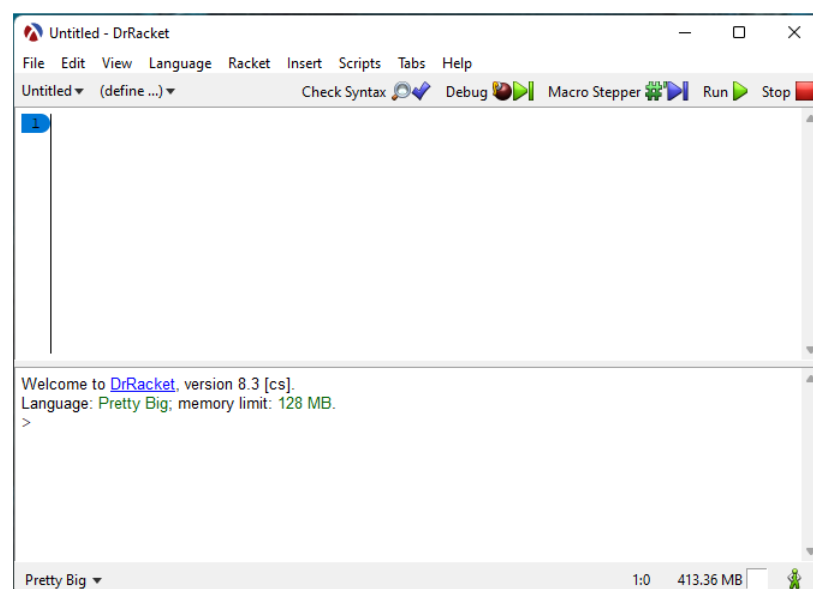 Untitled - DrRacket
File Edit View Language Racket Insert Scripts Tabs Help
Untitled (define ...) Check Syntax Debug Macro Stepper Run Stop
1
Welcome to DrRacket, version 8.3 [cs].
Language: Pretty Big; memory limit: 128 MB.
>
Pretty Big 1:0 413.36 MB